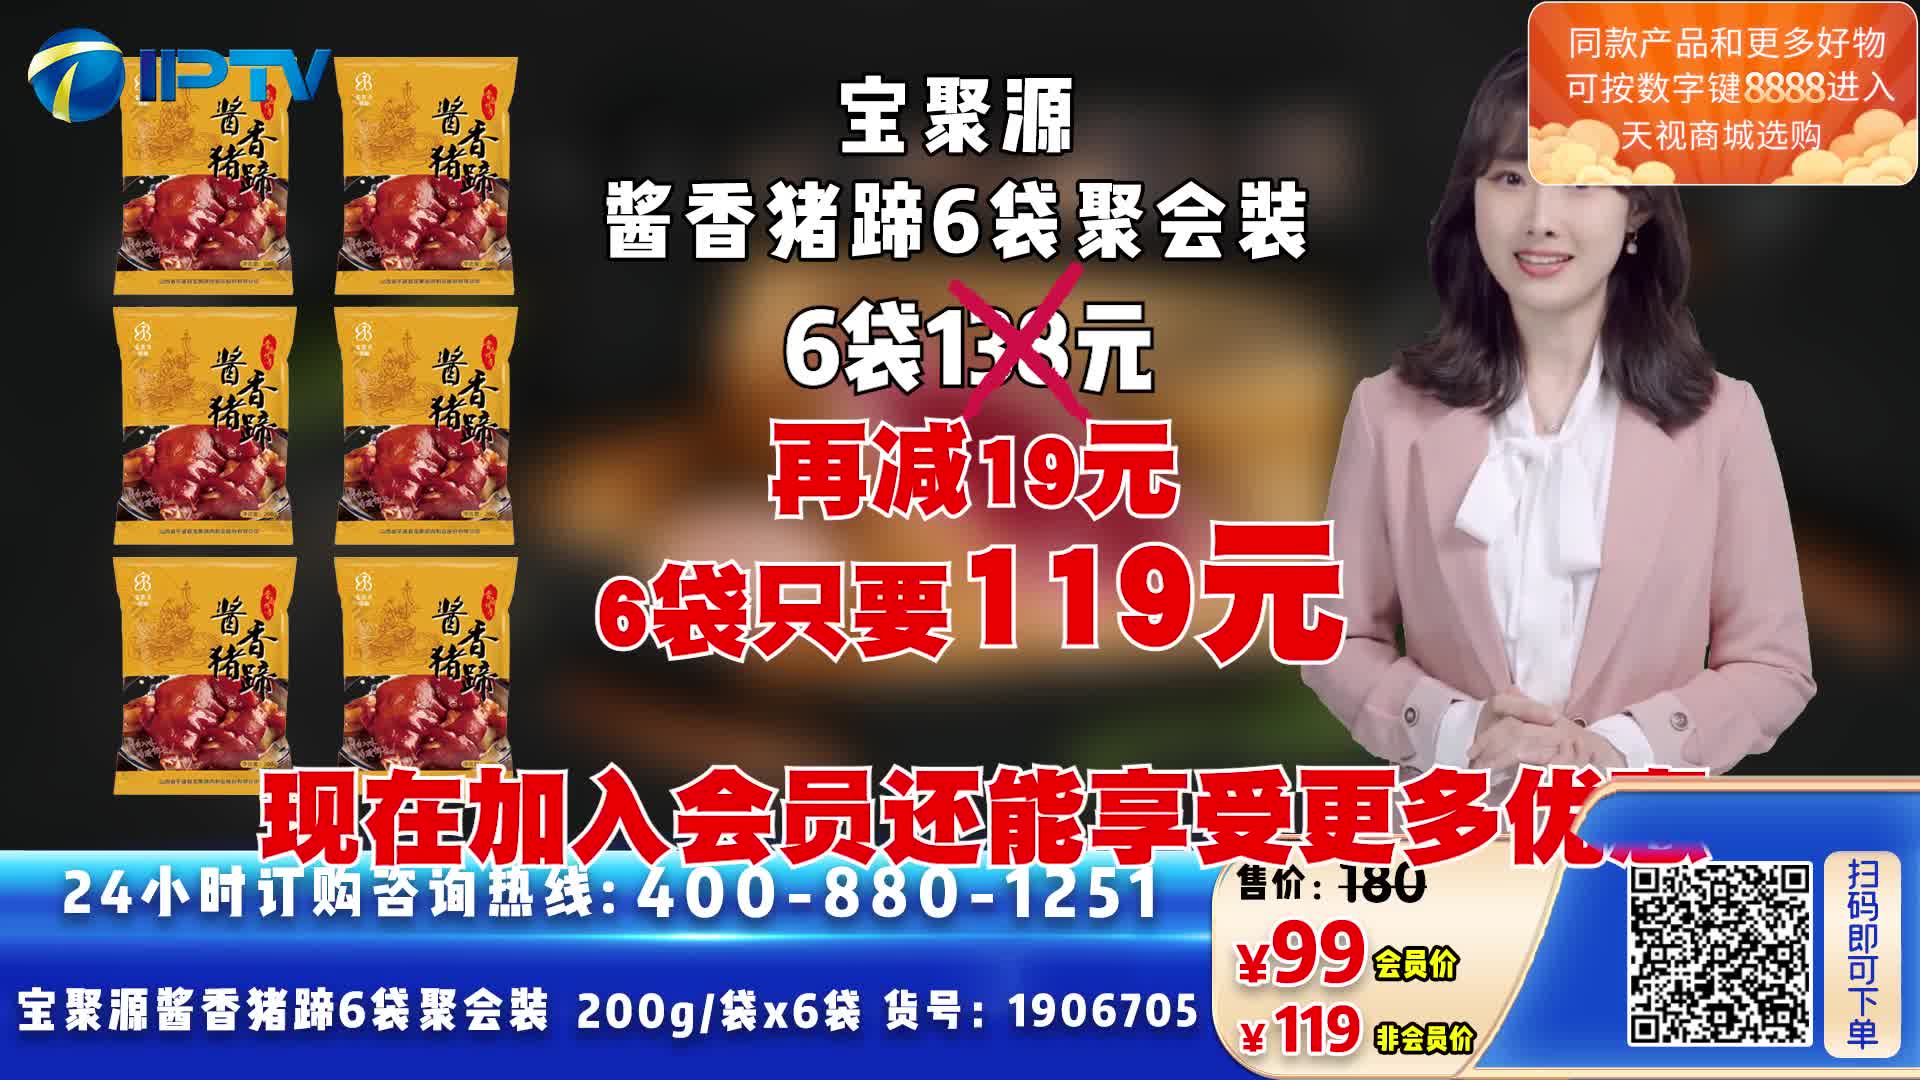 IPTV
同款产品和更多好物
可按数字键8888进入
天视商城选购
宝聚源
酱香猪蹄6袋聚会装
6袋138元
再减19元
6袋只要119元
酱香猪蹄
酱香猪蹄
酱香猪蹄
酱香猪蹄
酱香猪蹄
酱香猪蹄
现在加入会员还能享受更多优惠
24小时订购咨询热线:400-880-1251
宝聚源酱香猪蹄6袋聚会装 200g/袋x6袋 货号：1906705
售价：180
¥99会员价
¥119非会员价
扫码即可下单